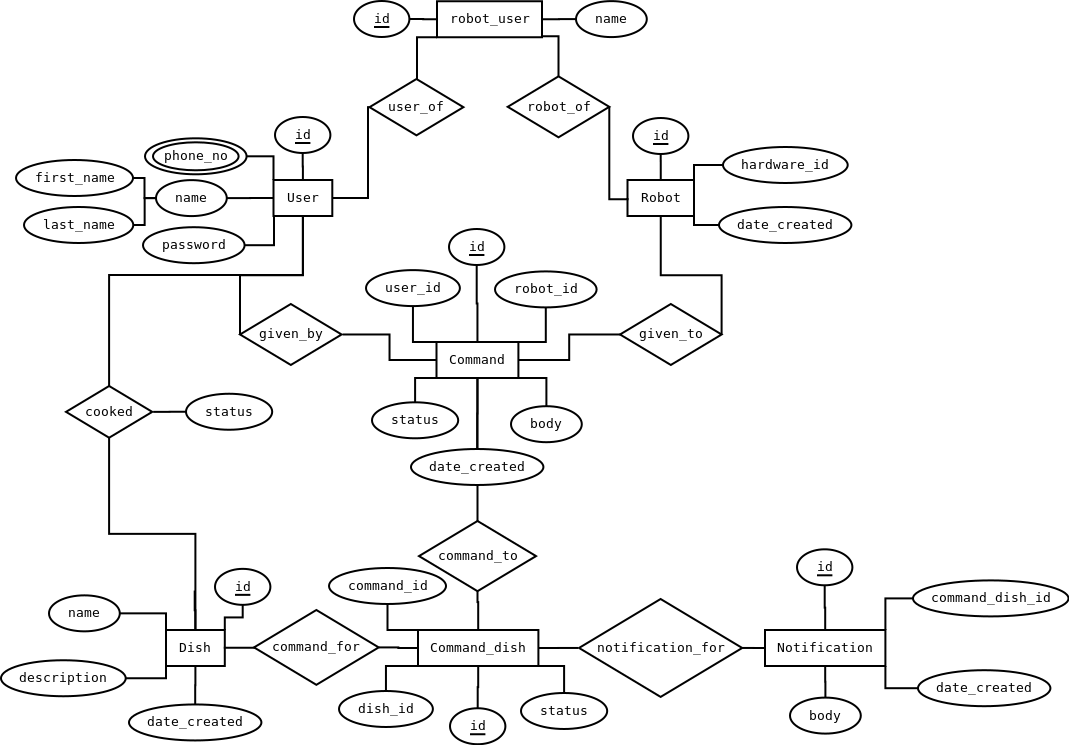 id
robot_user
name
user_of
robot_of
id
id
phone_no
hardware_id
first_name
name
User
Robot
last_name
password
date_created
id
user_id
robot_id
given_by
given_to
Command
cooked
status
status
body
date_created
command_to
id
id
command_id
command_dish_id
name
Dish
command_for
Command_dish
notification_for
Notification
description
date_created
dish_id
status
body
date_created
id